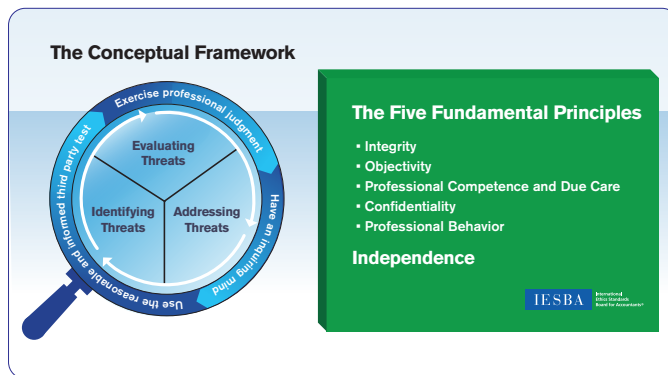 The Conceptual Framework
Exercise professional judgment
Have an inquiring mind
Use the reasonable and informed third party test
Evaluating
Threats
Identifying
Threats
Addressing
Threats
The Five Fundamental Principles
▪ Integrity
▪ Objectivity
▪ Professional Competence and Due Care
▪ Confidentiality
▪ Professional Behavior
Independence
IESBA
International
Ethics Standards
Board for Accountants®